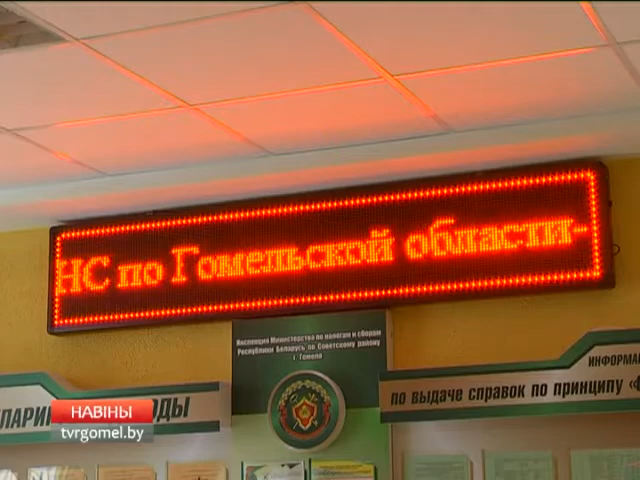 НС по Гомельской области-
Инспекция Министерства по налогам и сборам
Республики Беларусь по Советскому району
г. Гомеля
ИНФОРМА
по выдаче справок по принципу «
ЛАРИ ОДЫ
НАВІНЫ
tvrgomel.by